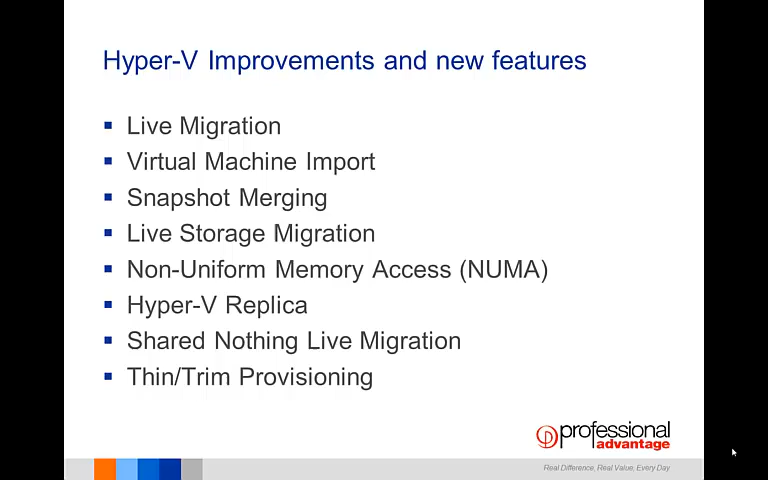 Hyper-V Improvements and new features
Live Migration
Virtual Machine Import
Snapshot Merging
Live Storage Migration
Non-Uniform Memory Access (NUMA)
Hyper-V Replica
Shared Nothing Live Migration
Thin/Trim Provisioning
professional
advantage
Real Difference, Real Value, Every Day